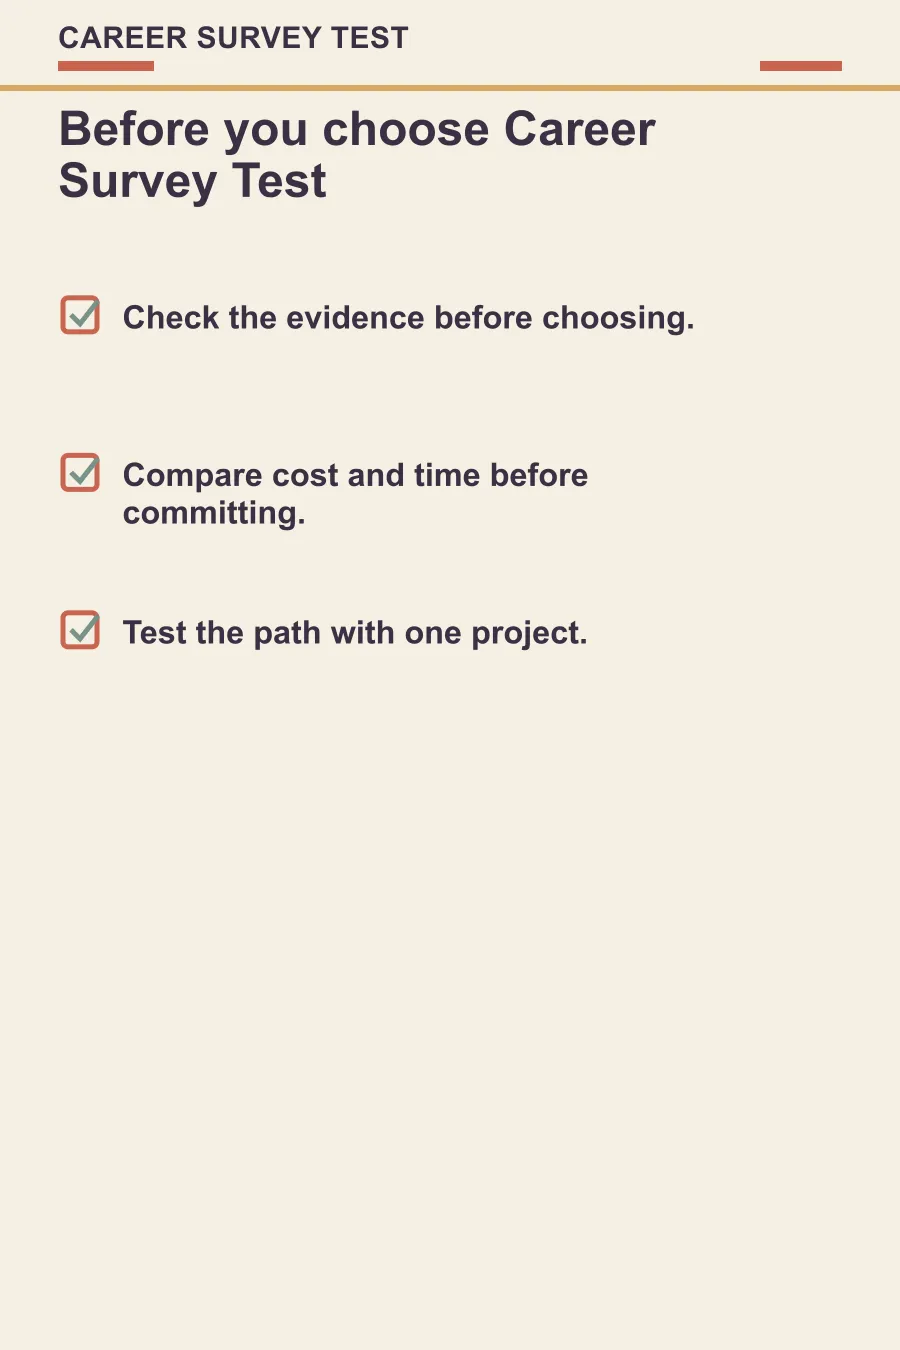 CAREER SURVEY TEST
Before you choose Career
Survey Test
Check the evidence before choosing.
Compare cost and time before
committing.
Test the path with one project.